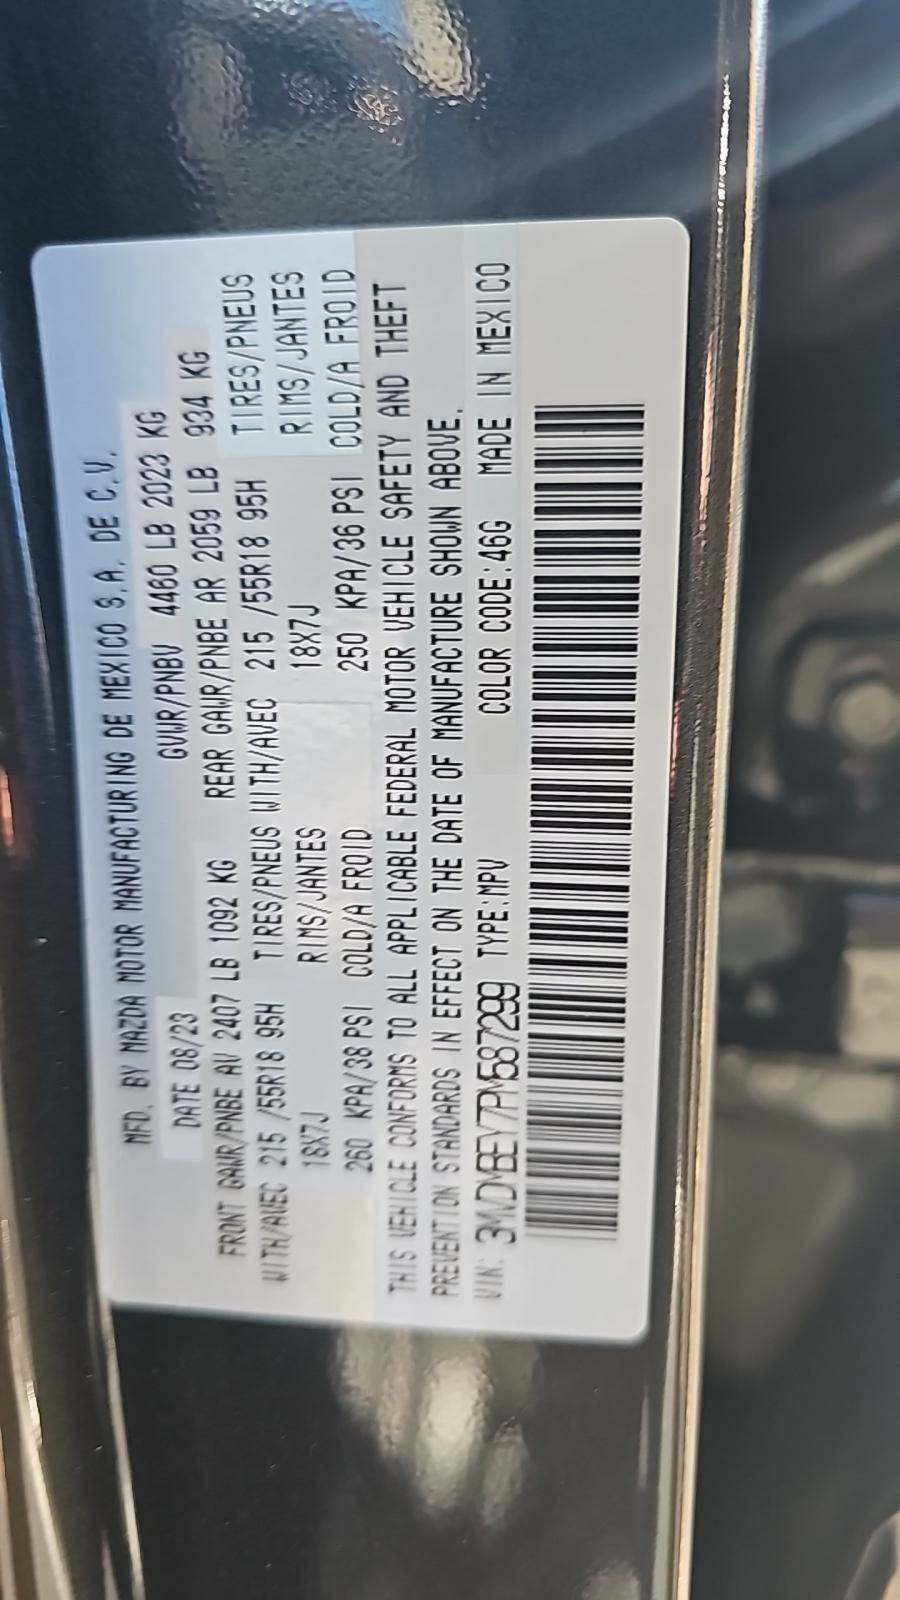 MFD. BY MAZDA MOTOR MANUFACTURING DE MEXICO S.A. DE C.V.
DATE 08/23 GVWR/PNBV 4460 LB 2023 KG
FRONT GAWR/PNBE AV 2407 LB 1092 KG REAR GAWR/PNBE AR 2059 LB 934 KG
WITH/AVEC 215 /55R18 95H TIRES/PNEUS WITH/AVEC 215 /55R18 95H TIRES/PNEUS
18X7J RIMS/JANTES 18X7J RIMS/JANTES
260 KPA/38 PSI COLD/A FROID 250 KPA/36 PSI COLD/A FROID
THIS VEHICLE CONFORMS TO ALL APPLICABLE FEDERAL MOTOR VEHICLE SAFETY AND THEFT
PREVENTION STANDARDS IN EFFECT ON THE DATE OF MANUFACTURE SHOWN ABOVE.
VIN: 3MVDMBEY7PM587299 TYPE:MPV COLOR CODE:46G MADE IN MEXICO